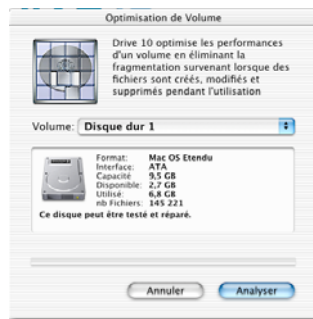 Optimisation de Volume
Drive 10 optimise les performances
d'un volume en éliminant la
fragmentation survenant lorsque des
fichiers sont créés, modifiés et
supprimés pendant l'utilisation
Volume: Disque dur 1
Format: Mac OS Etendu
Interface: ATA
Capacité 9,5 GB
Disponible: 2,7 GB
Utilisé: 6,8 GB
nb Fichiers: 145 221
Ce disque peut être testé et réparé.
Annuler Analyser